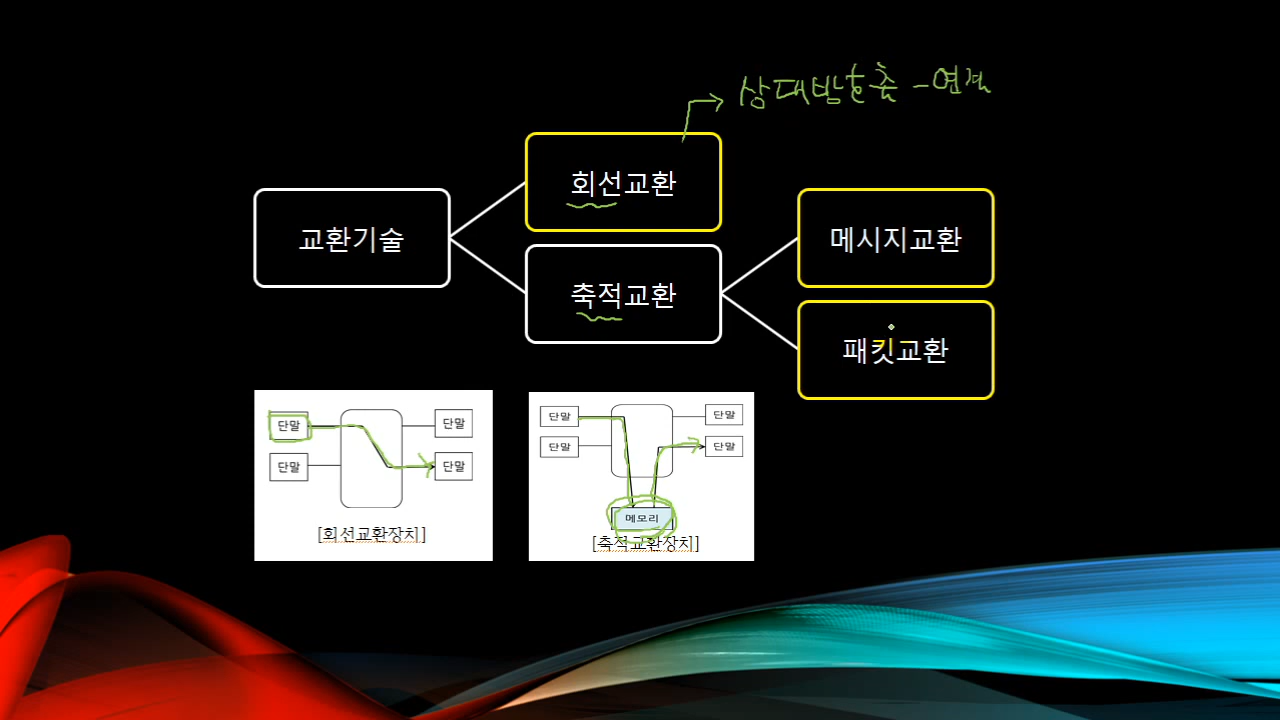 상대방호출 - 연결
회선교환
교환기술
메시지교환
축적교환
패킷교환
단말
단말
단말
단말
[회선교환장치]
단말
단말
단말
단말
메모리
[축적교환장치]